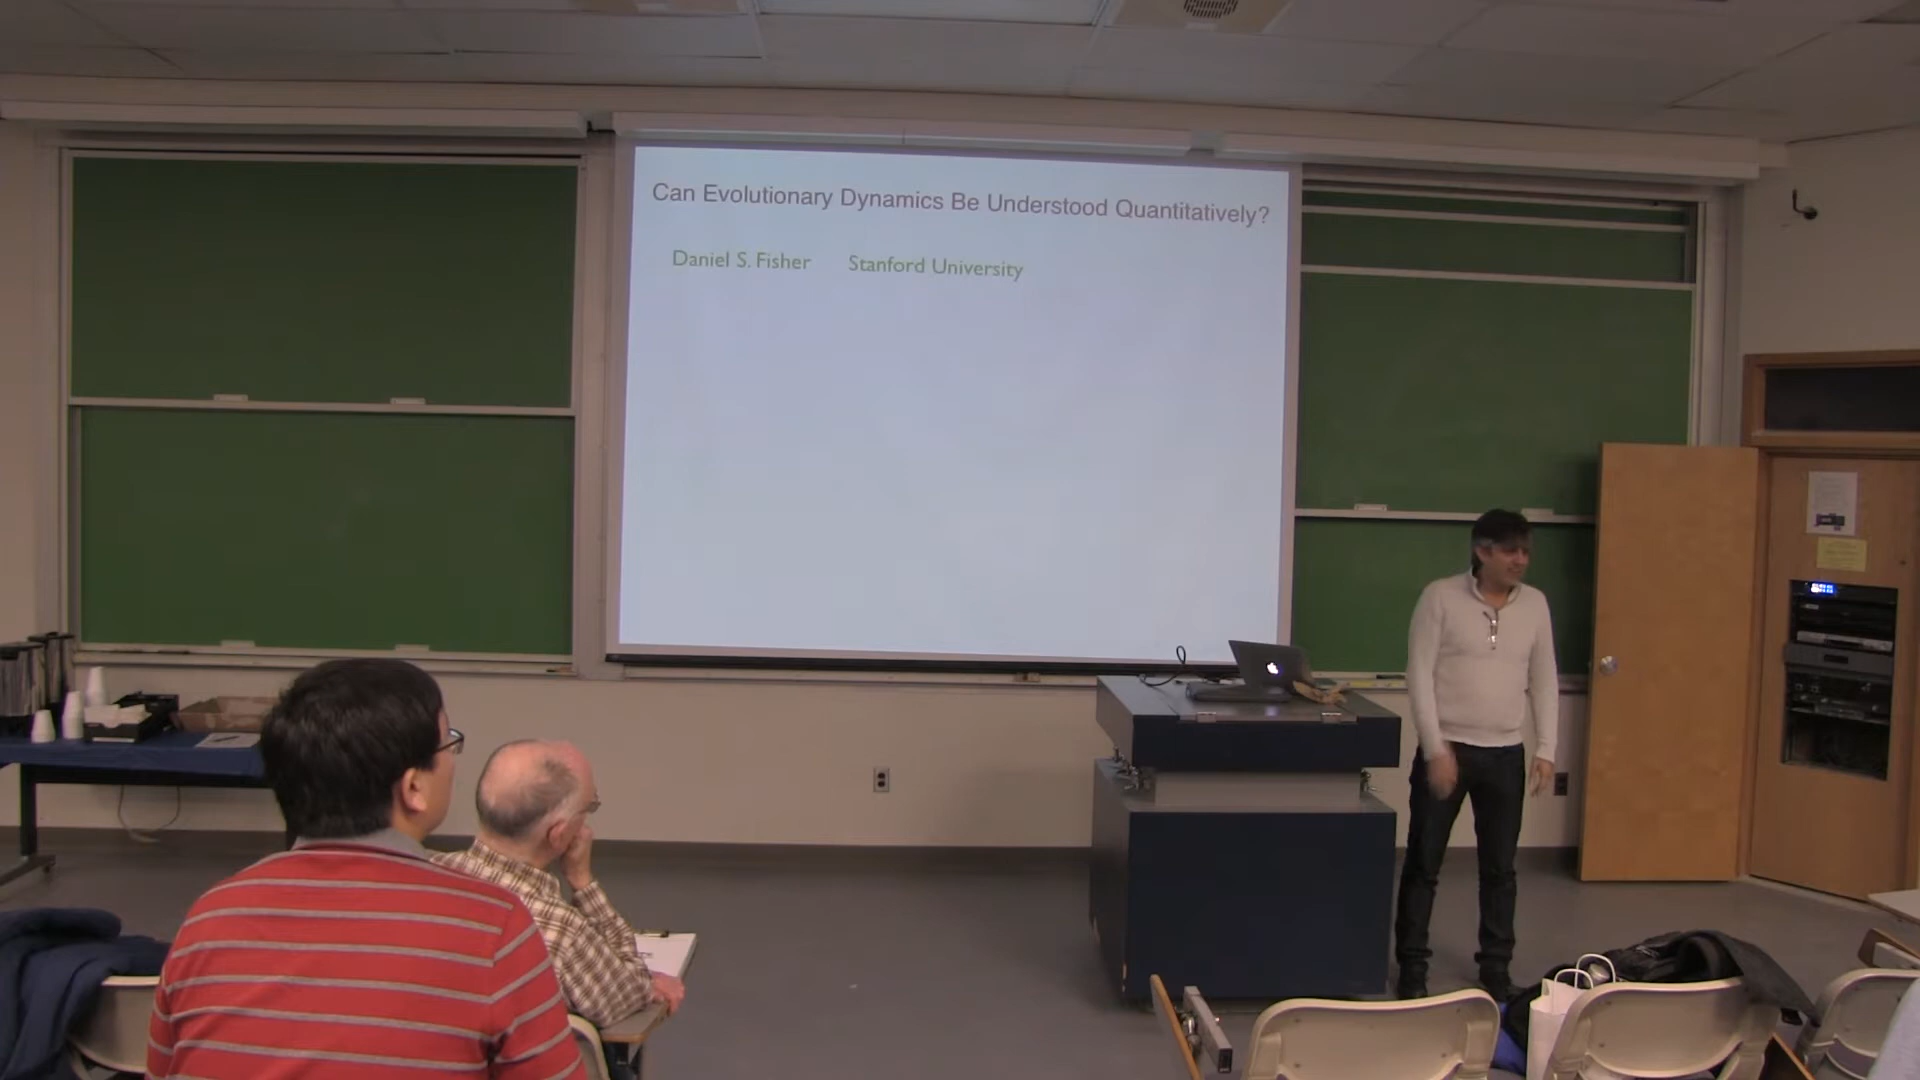 Can Evolutionary Dynamics Be Understood Quantitatively?
Daniel S. Fisher Stanford University